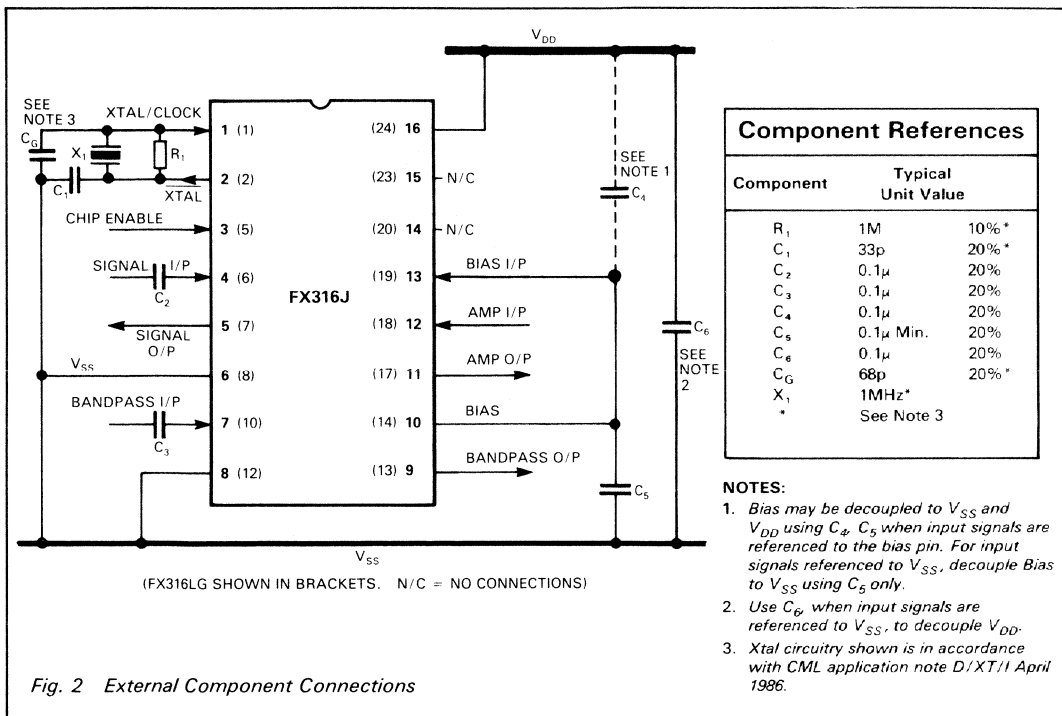 V_DD
SEE
NOTE 3
XTAL/CLOCK
C_G
X_1
R_1
C_1
XTAL
CHIP ENABLE
SIGNAL I/P
C_2
SIGNAL
O/P
V_SS
BANDPASS I/P
C_3
1 (1)
2 (2)
3 (5)
4 (6)
5 (7)
6 (8)
7 (10)
8 (12)
FX316J
(24) 16
(23) 15
(20) 14
(19) 13
(18) 12
(17) 11
(14) 10
(13) 9
N/C
N/C
BIAS I/P
AMP I/P
AMP O/P
BIAS
BANDPASS O/P
SEE
NOTE 1
C_4
C_5
C_6
SEE
NOTE
2
V_SS
(FX316LG SHOWN IN BRACKETS. N/C = NO CONNECTIONS)
Fig. 2 External Component Connections
Component References
Component Typical Unit Value
R_1 1M 10%*
C_1 33p 20%*
C_2 0.1μ 20%
C_3 0.1μ 20%
C_4 0.1μ 20%
C_5 0.1μ Min. 20%
C_6 0.1μ 20%
C_G 68p 20%*
X_1 1MHz*
* See Note 3
NOTES:
1. Bias may be decoupled to V_SS and
V_DD using C_4, C_5 when input signals are
referenced to the bias pin. For input
signals referenced to V_SS, decouple Bias
to V_SS using C_5 only.
2. Use C_6, when input signals are
referenced to V_SS, to decouple V_DD.
3. Xtal circuitry shown is in accordance
with CML application note D/XT/I April
1986.